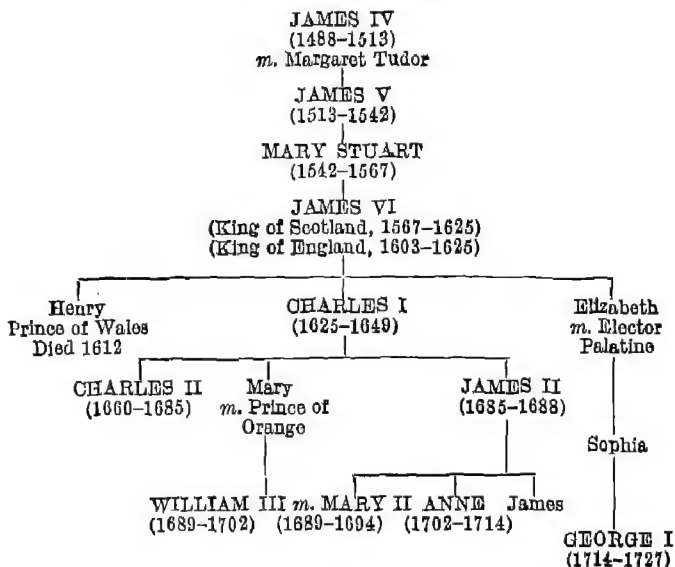 JAMES IV
(1488–1513)
m. Margaret Tudor
JAMES V
(1513–1542)
MARY STUART
(1542–1567)
JAMES VI
(King of Scotland, 1567–1625)
(King of England, 1603–1625)
Henry
Prince of Wales
Died 1612
CHARLES I
(1625–1649)
Elizabeth
m. Elector
Palatine
CHARLES II
(1660–1685)
Mary
m. Prince of
Orange
JAMES II
(1685–1688)
Sophia
WILLIAM III m. MARY II ANNE James
(1689–1702) (1689–1694) (1702–1714)
GEORGE I
(1714–1727)